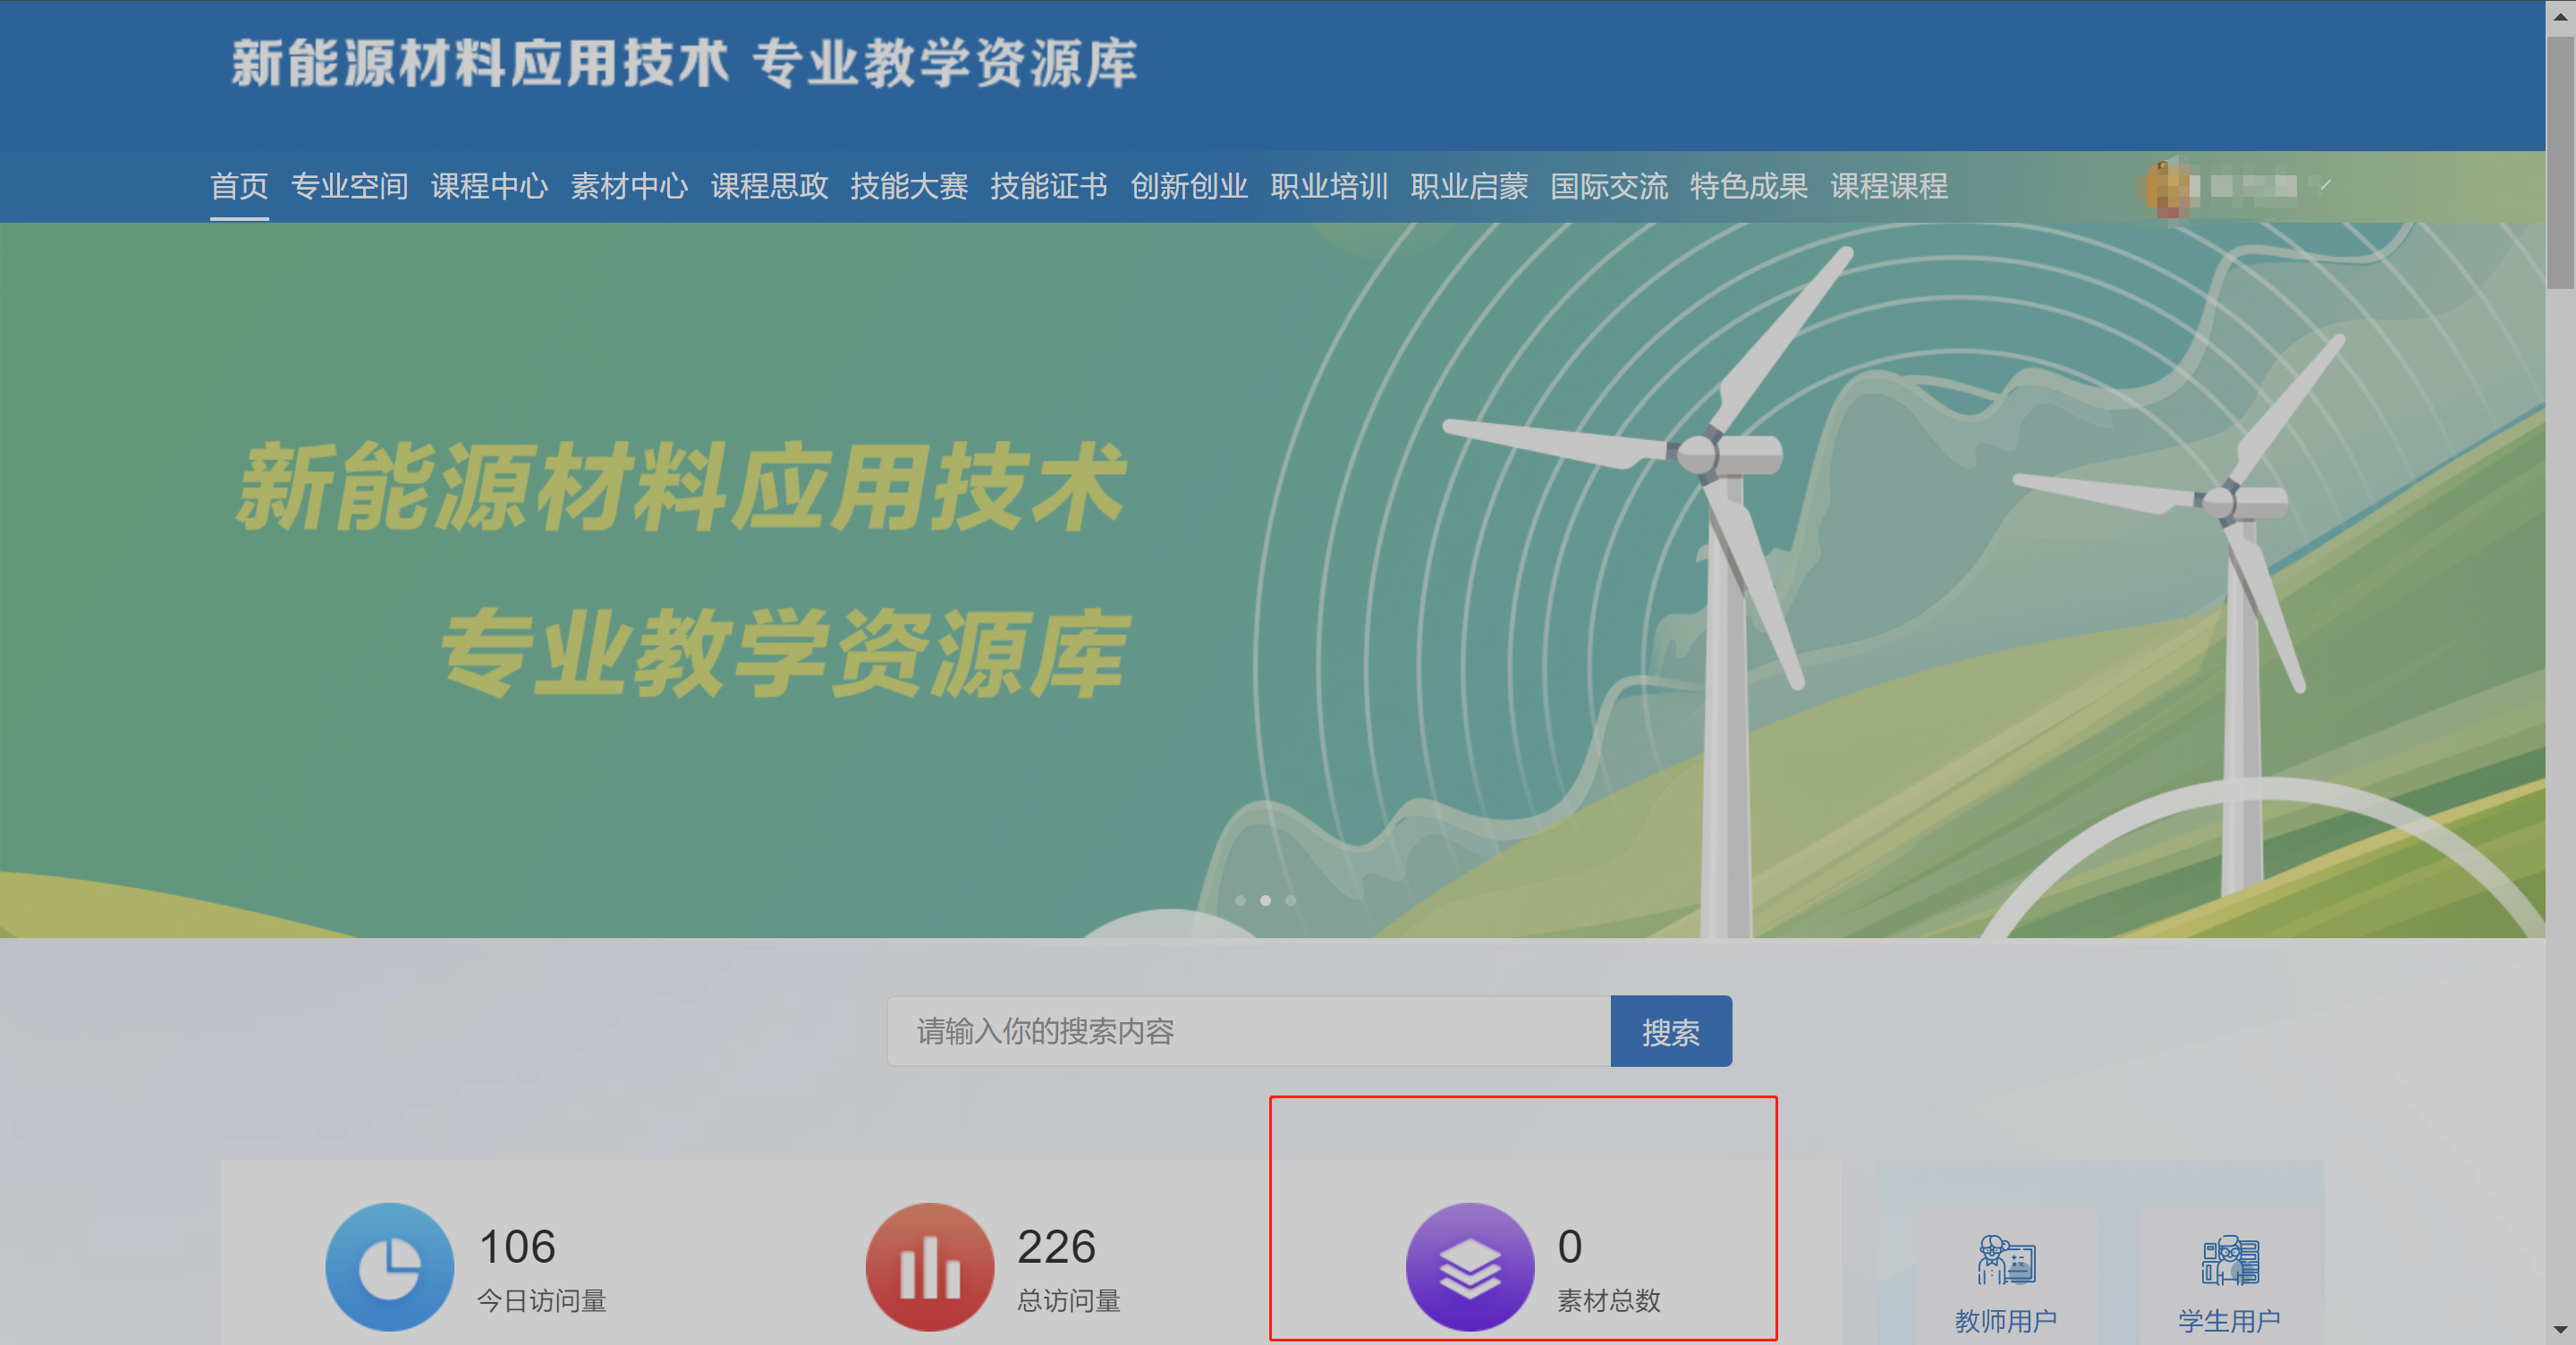 新能源材料应用技术 专业教学资源库
首页 专业空间 课程中心 素材中心 课程思政 技能大赛 技能证书 创新创业 职业培训 职业启蒙 国际交流 特色成果 课程课程
新能源材料应用技术
专业教学资源库
请输入你的搜索内容 搜索
106 226 0
今日访问量 总访问量 素材总数
教师用户 学生用户